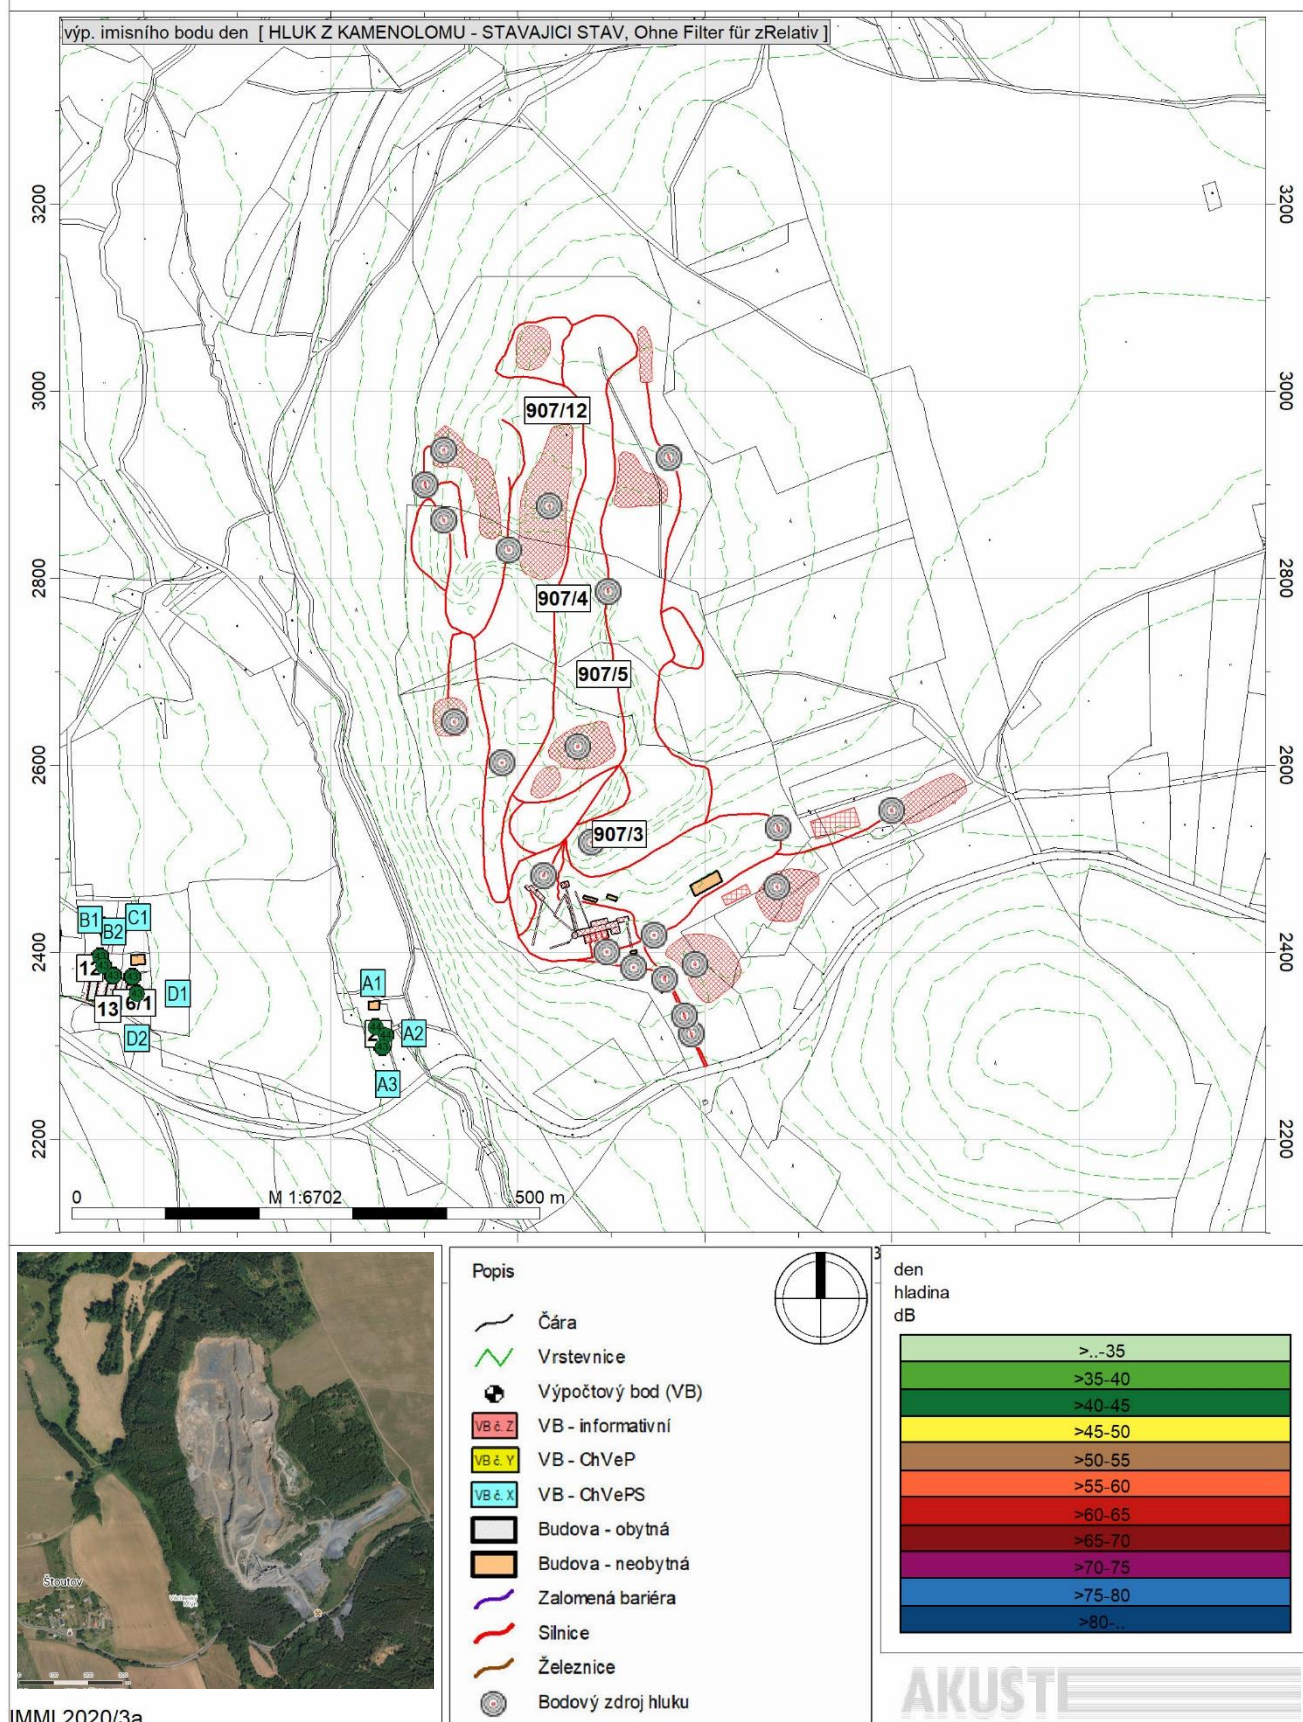 výp. imisního bodu den [ HLUK Z KAMENOLOMU - STAVAJICI STAV, Ohne Filter für zRelativ ]
3200
3200
3000
3000
907/12
2800
2800
907/4
907/5
2600
2600
907/3
2400
2400
B1
C1
B2
12
D1
13
6/1
D2
A1
A2
A3
2200
2200
0
M 1:6702
500 m
Popis
Čára
Vrstevnice
Výpočtový bod (VB)
VB č. Z
VB - informativní
VB č. Y
VB - ChVeP
VB č. X
VB - ChVePS
Budova - obytná
Budova - neobytná
Zalomená bariéra
Silnice
Železnice
Bodový zdroj hluku
3
den
hladina
dB
>..-35
>35-40
>40-45
>45-50
>50-55
>55-60
>60-65
>65-70
>70-75
>75-80
>80-..
Štoutov
AKUSTE
IMMI 2020/3a